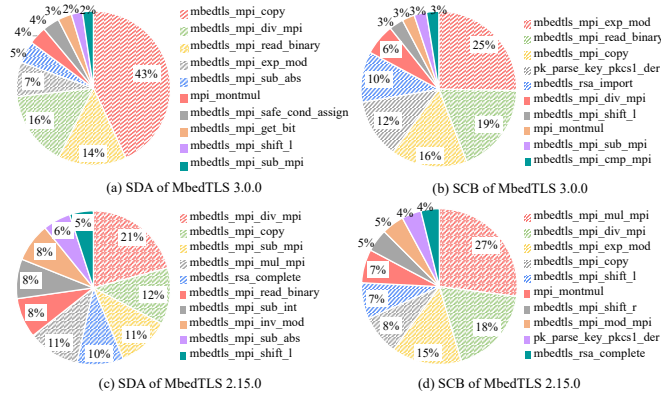 43%
14%
16%
7%
5%
4%
4%
3%
2%
2%
mbedtls_mpi_copy
mbedtls_mpi_div_mpi
mbedtls_mpi_read_binary
mbedtls_mpi_exp_mod
mbedtls_mpi_sub_abs
mpi_montmul
mbedtls_mpi_safe_cond_assign
mbedtls_mpi_get_bit
mbedtls_mpi_shift_l
mbedtls_mpi_sub_mpi
(a) SDA of MbedTLS 3.0.0
25%
19%
16%
12%
10%
6%
3%
3%
3%
3%
mbedtls_mpi_exp_mod
mbedtls_mpi_read_binary
mbedtls_mpi_copy
pk_parse_key_pkcs1_der
mbedtls_rsa_import
mbedtls_mpi_div_mpi
mbedtls_mpi_shift_l
mpi_montmul
mbedtls_mpi_sub_mpi
mbedtls_mpi_cmp_mpi
(b) SCB of MbedTLS 3.0.0
21%
12%
11%
10%
11%
8%
8%
8%
6%
5%
mbedtls_mpi_div_mpi
mbedtls_mpi_copy
mbedtls_mpi_sub_mpi
mbedtls_mpi_mul_mpi
mbedtls_rsa_complete
mbedtls_mpi_read_binary
mbedtls_mpi_sub_int
mbedtls_mpi_inv_mod
mbedtls_mpi_sub_abs
mbedtls_mpi_shift_l
(c) SDA of MbedTLS 2.15.0
27%
18%
15%
8%
7%
7%
5%
5%
4%
4%
mbedtls_mpi_mul_mpi
mbedtls_mpi_div_mpi
mbedtls_mpi_exp_mod
mbedtls_mpi_copy
mbedtls_mpi_shift_l
mpi_montmul
mbedtls_mpi_shift_r
mbedtls_mpi_mod_mpi
pk_parse_key_pkcs1_der
mbedtls_rsa_complete
(d) SCB of MbedTLS 2.15.0